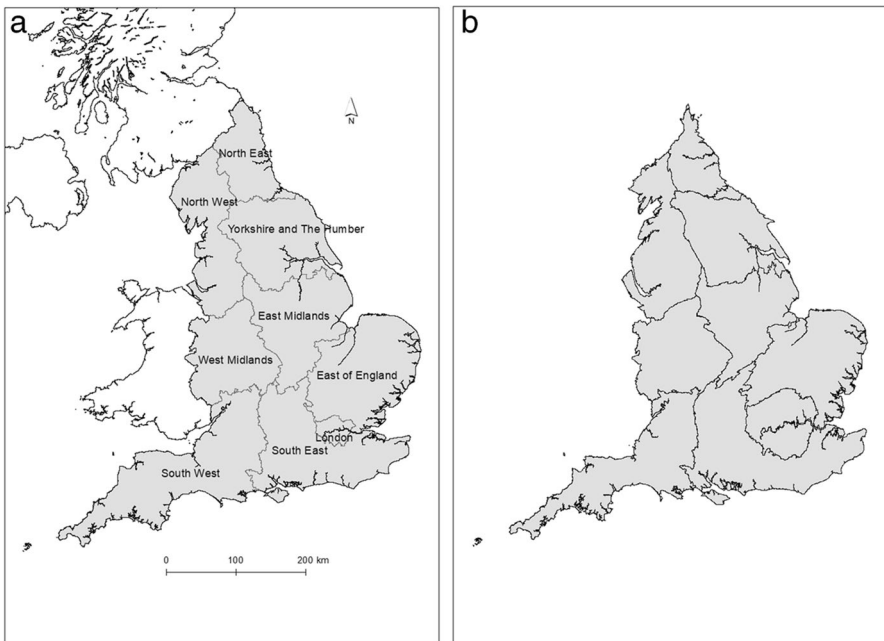 a
b
N
North East
North West
Yorkshire and The Humber
East Midlands
West Midlands
East of England
London
South East
South West
0 100 200 km